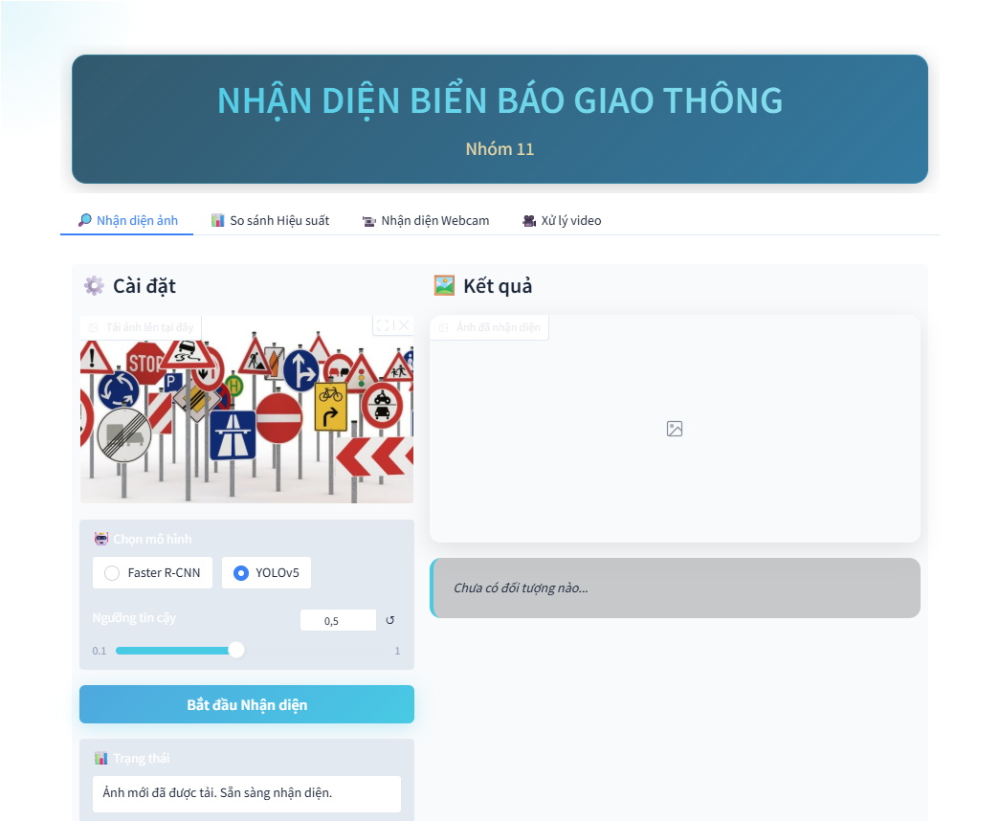 NHẬN DIỆN BIỂN BÁO GIAO THÔNG
Nhóm 11
Nhận diện ảnh
So sánh Hiệu suất
Nhận diện Webcam
Xử lý video
Cài đặt
Tải ảnh lên tại đây
STOP
P
H
Chọn mô hình
Faster R-CNN
YOLOv5
Ngưỡng tin cậy
0,5
0.1
1
Bắt đầu Nhận diện
Trạng thái
Ảnh mới đã được tải. Sẵn sàng nhận diện.
Kết quả
Ảnh đã nhận diện
Chưa có đối tượng nào...